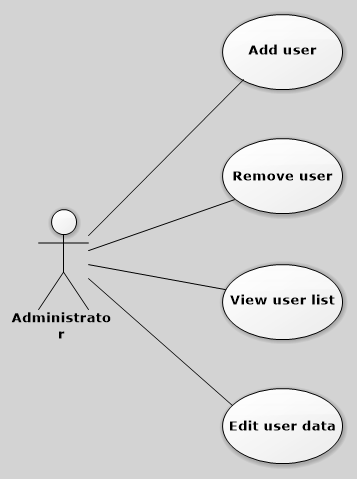 Add user
Remove user
View user list
Administrato
r
Edit user data